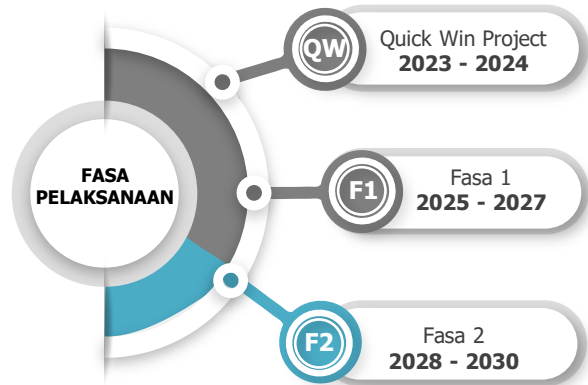 FASA
PELAKSANAAN
QW
Quick Win Project
2023 - 2024
F1
Fasa 1
2025 - 2027
F2
Fasa 2
2028 - 2030